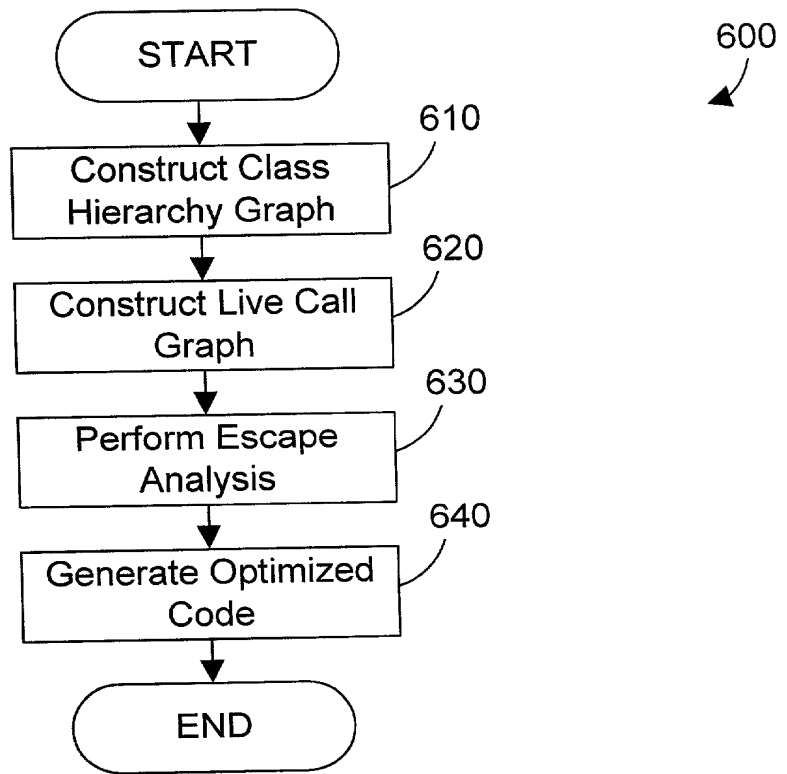 START
600
610
Construct Class
Hierarchy Graph
620
Construct Live Call
Graph
630
Perform Escape
Analysis
640
Generate Optimized
Code
END